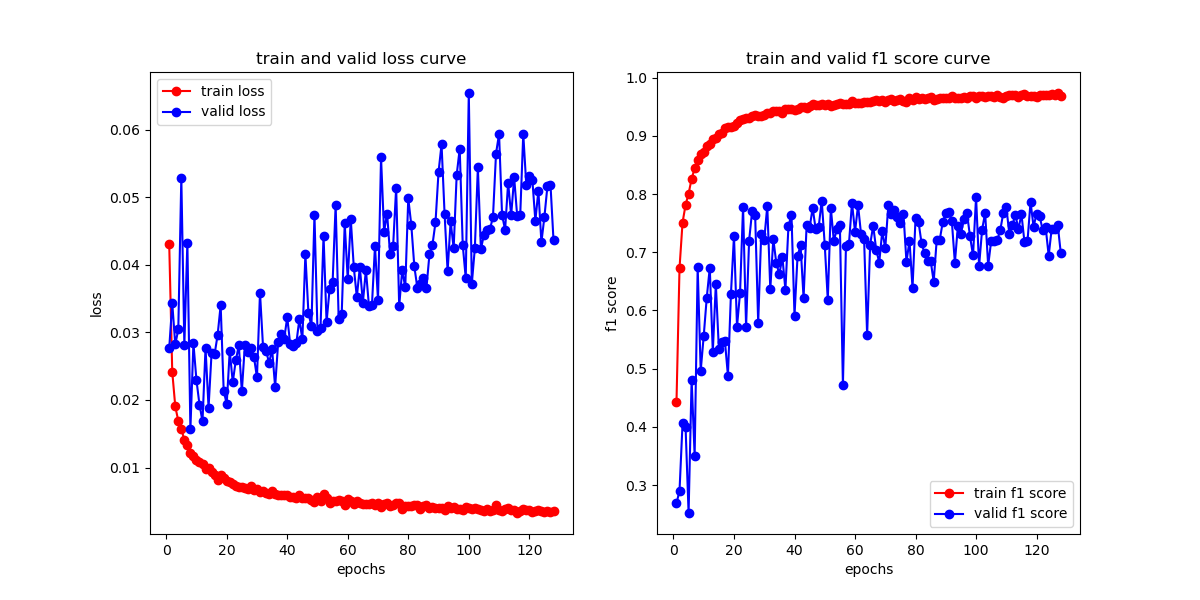 train and valid loss curve
train loss
valid loss
0.06
0.05
0.04
0.03
0.02
0.01
loss
0 20 40 60 80 100 120
epochs
train and valid f1 score curve
1.0
0.9
0.8
0.7
0.6
0.5
0.4
0.3
f1 score
train f1 score
valid f1 score
0 20 40 60 80 100 120
epochs